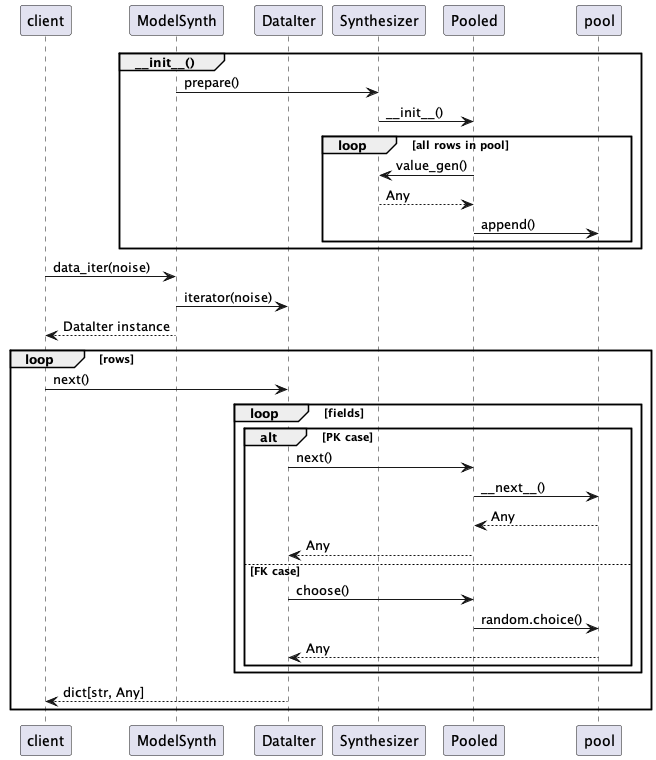 client ModelSynth DataIter Synthesizer Pooled pool
__init__()
prepare()
__init__()
loop [all rows in pool]
value_gen()
Any
append()
data_iter(noise)
iterator(noise)
DataIter instance
loop [rows]
next()
loop [fields]
alt [PK case]
next()
__next__()
Any
Any
[FK case]
choose()
random.choice()
Any
dict[str, Any]
client ModelSynth DataIter Synthesizer Pooled pool